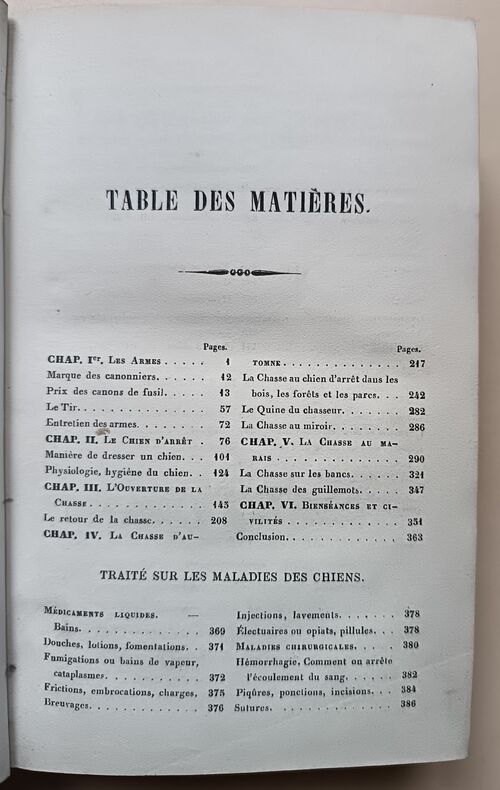 TABLE DES MATIÈRES.
Pages.
CHAP. Ier. LES ARMES . . . . . 1
Marque des canonniers. . . . . . 12
Prix des canons de fusil. . . . . 13
Le Tir. . . . . . . . . . . . 57
Entretien des armes. . . . . . 72
CHAP. II. LE CHIEN D'ARRÊT . 76
Manière de dresser un chien. . . . 101
Physiologie, hygiène du chien . . 124
CHAP. III. L'OUVERTURE DE LA
CHASSE . . . . . . . . . . . 145
Le retour de la chasse. . . . . . 208
CHAP. IV. LA CHASSE D'AU-
Pages.
TOMNE . . . . . . . . . . . 217
La Chasse au chien d'arrêt dans les
bois, les forêts et les parcs. . . . 242
Le Quine du chasseur. . . . . . 282
La Chasse au miroir. . . . . . . 286
CHAP. V. LA CHASSE AU MA-
RAIS . . . . . . . . . . . . 290
La Chasse sur les bancs. . . . . . 321
La Chasse des guillemots. . . . . 347
CHAP. VI. BIENSÉANCES ET CI-
VILITÉS . . . . . . . . . . . 351
Conclusion. . . . . . . . . . . 363
TRAITÉ SUR LES MALADIES DES CHIENS.
MÉDICAMENTS LIQUIDES. —
Bains. . . . . . . . . . . . 369
Douches, lotions, fomentations. . . 371
Fumigations ou bains de vapeur,
cataplasmes. . . . . . . . . . 372
Frictions, embrocations, charges, 375
Breuvages. . . . . . . . . . . 376
Injections, lavements. . . . . . . 378
Électuaires ou opiats, pillules. . . 378
MALADIES CHIRURGICALES. . . . . 380
Hémorrhagie. Comment on arrête
l'écoulement du sang. . . . . . 382
Piqûres, ponctions, incisions. . . . 384
Sutures. . . . . . . . . . . . 386